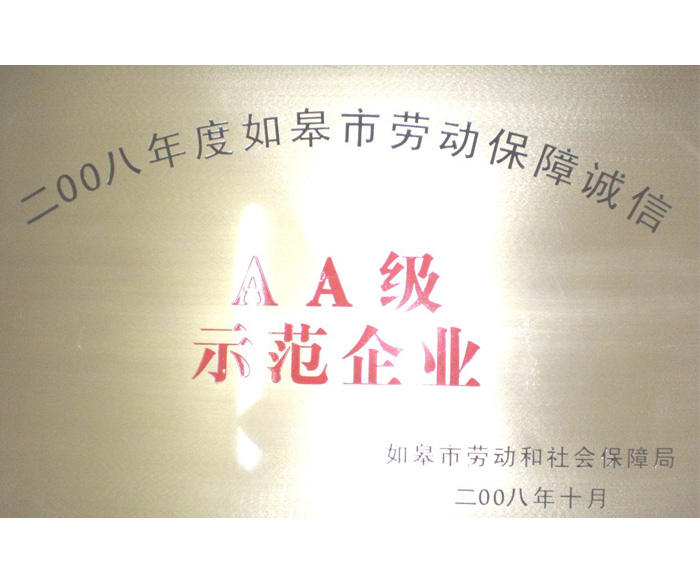 二00八年度如皋市劳动保障诚信
AA级
示范企业
如皋市劳动和社会保障局
二00八年十月